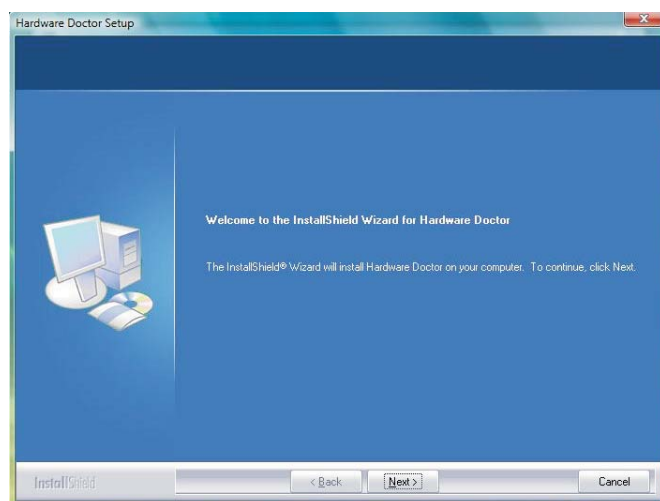 Hardware Doctor Setup
Welcome to the InstallShield Wizard for Hardware Doctor
The InstallShield® Wizard will install Hardware Doctor on your computer. To continue, click Next.
InstallShield
< Back
Next >
Cancel